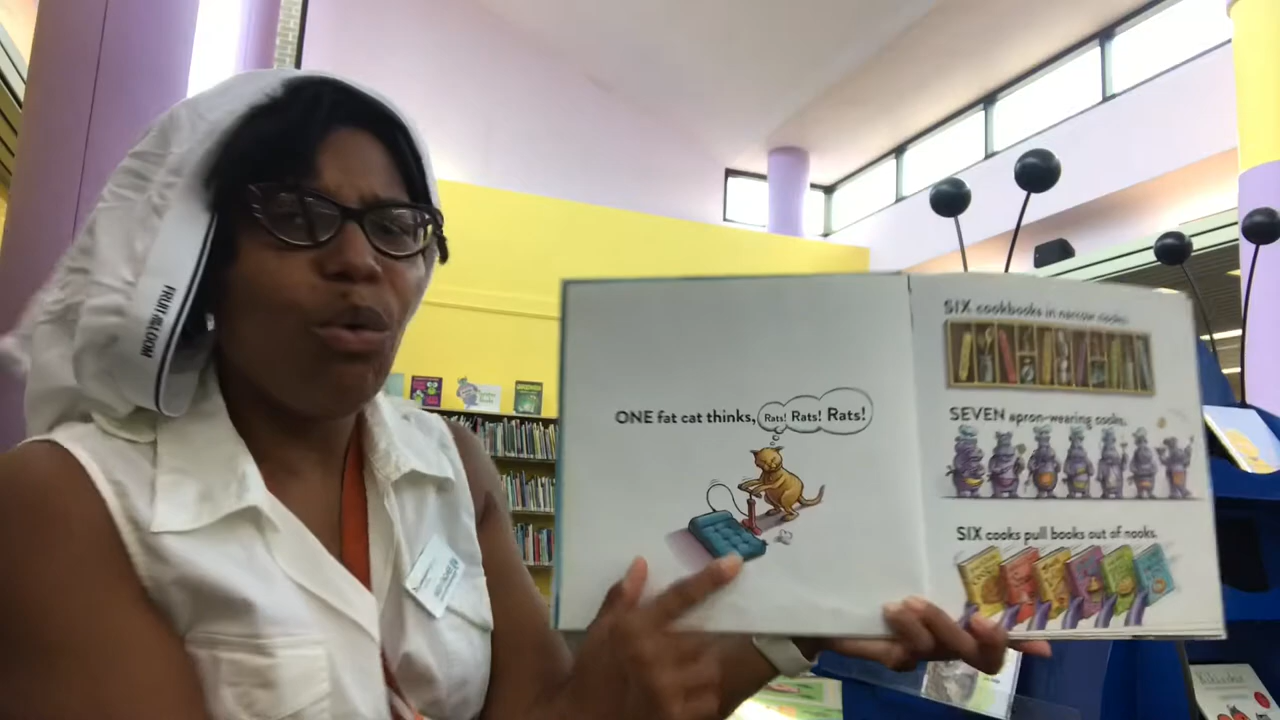 FRUIT OF THE LOOM
ONE fat cat thinks, Rats! Rats! Rats!
SIX cookbooks in narrow nooks.
SEVEN apron-wearing cooks.
SIX cooks pull books out of nooks.